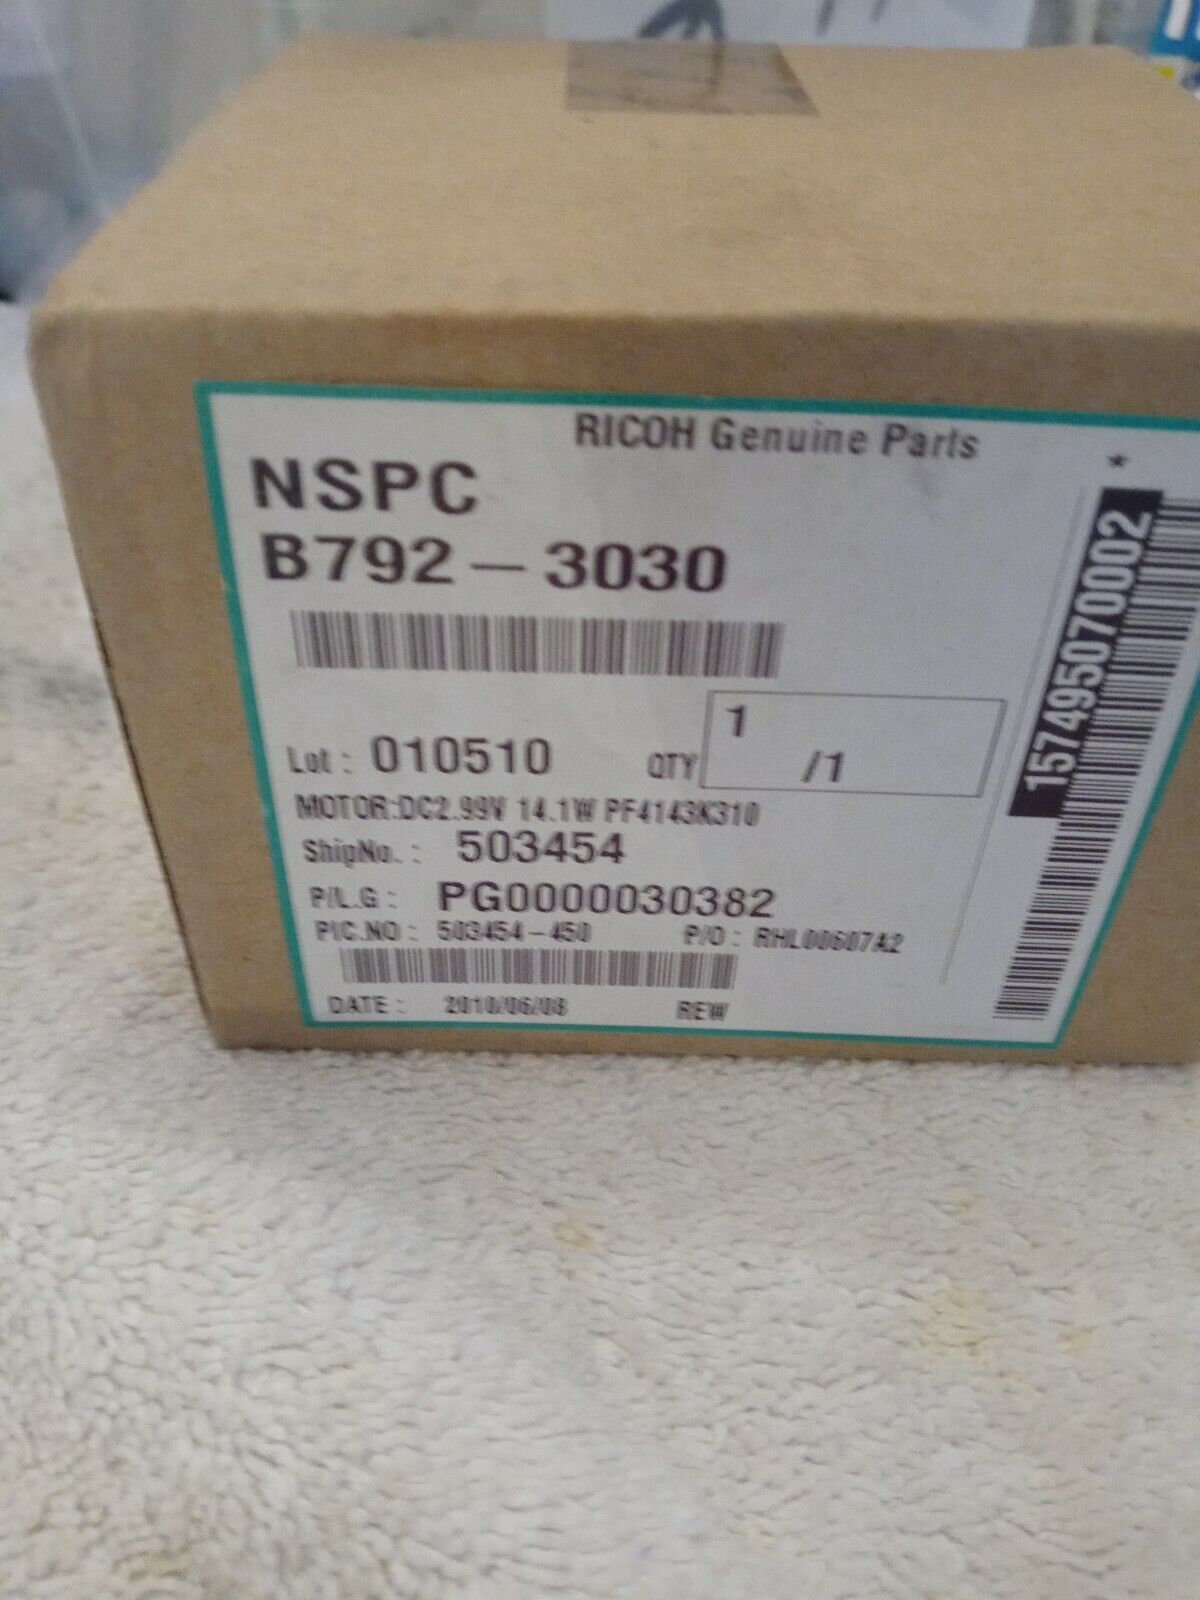 RICOH Genuine Parts
NSPC
*
B792-3030
157495070002
Lot: 010510 QTY 1 /1
MOTOR:DC2.99V 14.1W PF4143K310
ShipNo.: 503454
P/L.G: PG0000030382
PIC.NO: 503454-450 P/O: RHL00607A2
DATE: 2010/06/08 REW